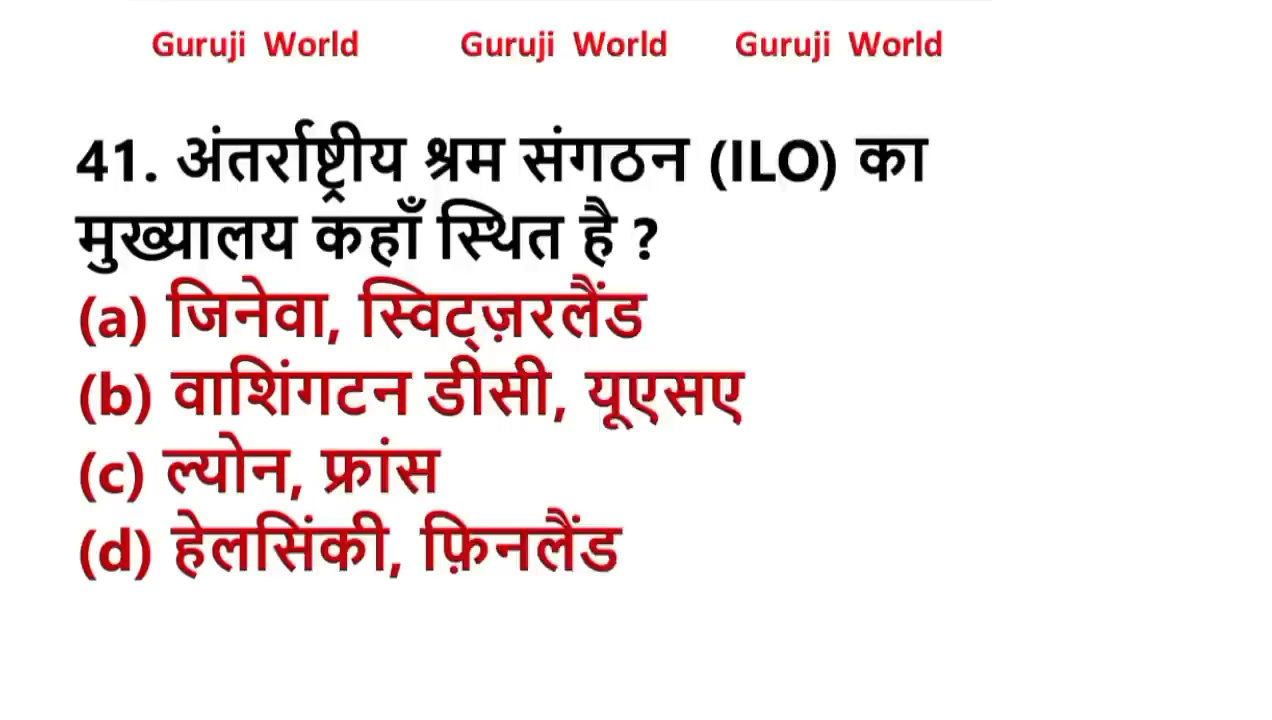 Guruji World Guruji World Guruji World
41. अंतर्राष्ट्रीय श्रम संगठन (ILO) का
मुख्यालय कहाँ स्थित है ?
(a) जिनेवा, स्विट्ज़रलैंड
(b) वाशिंगटन डीसी, यूएसए
(c) ल्योन, फ्रांस
(d) हेलसिंकी, फ़िनलैंड